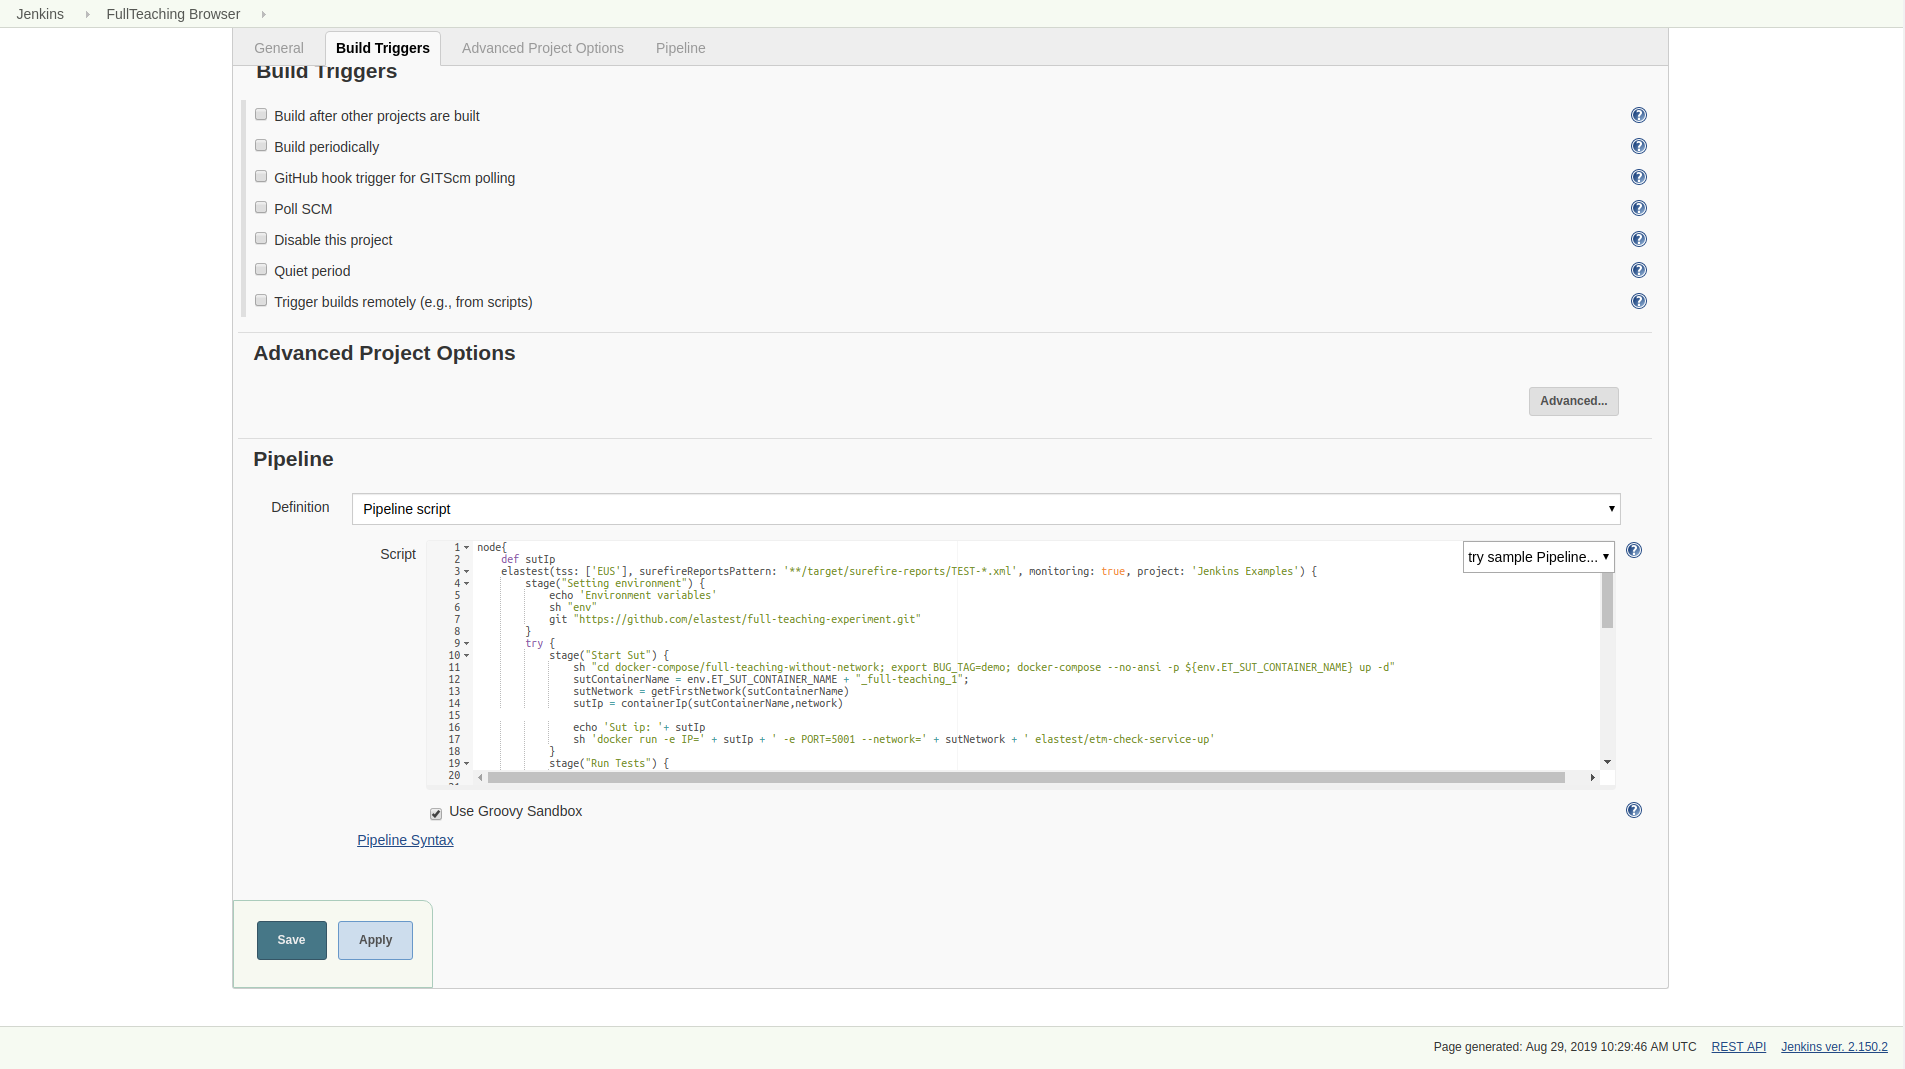 Jenkins FullTeaching Browser
General Build Triggers Advanced Project Options Pipeline
Build Triggers
Build after other projects are built
Build periodically
GitHub hook trigger for GITScm polling
Poll SCM
Disable this project
Quiet period
Trigger builds remotely (e.g., from scripts)
Advanced Project Options
Advanced...
Pipeline
Definition Pipeline script
Script
try sample Pipeline...
1 node{
2 def sutIp
3 elastest(tss: ['EUS'], surefireReportsPattern: '**/target/surefire-reports/TEST-*.xml', monitoring: true, project: 'Jenkins Examples') {
4 stage("Setting environment") {
5 echo 'Environment variables'
6 sh "env"
7 git "https://github.com/elastest/full-teaching-experiment.git"
8 }
9 try {
10 stage("Start Sut") {
11 sh "cd docker-compose/full-teaching-without-network; export BUG_TAG=demo; docker-compose --no-ansi -p ${env.ET_SUT_CONTAINER_NAME} up -d"
12 sutContainerName = env.ET_SUT_CONTAINER_NAME + "_full-teaching_1";
13 sutNetwork = getFirstNetwork(sutContainerName)
14 sutIp = containerIp(sutContainerName,network)
15
16 echo 'Sut ip: '+ sutIp
17 sh 'docker run -e IP=' + sutIp + ' -e PORT=5001 --network=' + sutNetwork + ' elastest/etm-check-service-up'
18 }
19 stage("Run Tests") {
20
Use Groovy Sandbox
Pipeline Syntax
Save Apply
Page generated: Aug 29, 2019 10:29:46 AM UTC REST API Jenkins ver. 2.150.2